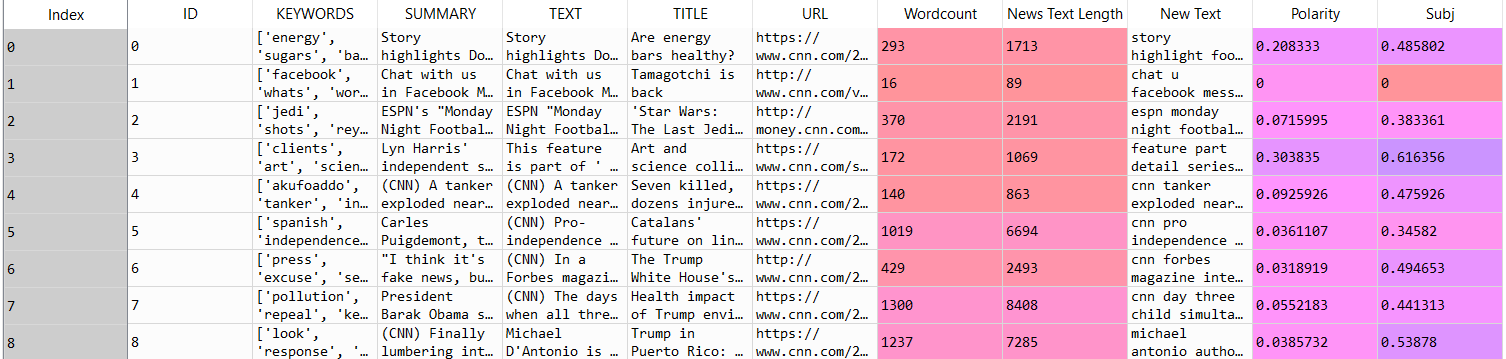 Index ID KEYWORDS SUMMARY TEXT TITLE URL Wordcount News Text Length New Text Polarity Subj
0 0 ['energy', 'sugars', 'ba… Story highlights Do… Story highlights Do… Are energy bars healthy? https://www.cnn.com/2… 293 1713 story highlight foo… 0.208333 0.485802
1 1 ['facebook', 'whats', 'wor… Chat with us in Facebook M… Chat with us in Facebook M… Tamagotchi is back http://www.cnn.com/v… 16 89 chat u facebook mess… 0 0
2 2 ['jedi', 'shots', 'rey… ESPN's "Monday Night Footbal… ESPN "Monday Night Footbal… 'Star Wars: The Last Jedi… http://money.cnn.com… 370 2191 espn monday night footbal… 0.0715995 0.383361
3 3 ['clients', 'art', 'scien… Lyn Harris' independent s… This feature is part of '… Art and science colli… https://www.cnn.com/s… 172 1069 feature part detail series… 0.303835 0.616356
4 4 ['akufoaddo', 'tanker', 'in… (CNN) A tanker exploded near… (CNN) A tanker exploded near… Seven killed, dozens injure… https://www.cnn.com/2… 140 863 cnn tanker exploded near… 0.0925926 0.475926
5 5 ['spanish', 'independence… Carles Puigdemont, t… (CNN) Pro-independence … Catalans' future on lin… https://www.cnn.com/2… 1019 6694 cnn pro independence … 0.0361107 0.34582
6 6 ['press', 'excuse', 'se… "I think it's fake news, bu… (CNN) In a Forbes magazi… The Trump White House's… http://www.cnn.com/2… 429 2493 cnn forbes magazine inte… 0.0318919 0.494653
7 7 ['pollution', 'repeal', 'ke… President Barak Obama s… (CNN) The days when all thre… Health impact of Trump envi… https://www.cnn.com/2… 1300 8408 cnn day three child simulta… 0.0552183 0.441313
8 8 ['look', 'response', '… (CNN) Finally lumbering int… Michael D'Antonio is … Trump in Puerto Rico: … https://www.cnn.com/2… 1237 7285 michael antonio autho… 0.0385732 0.53878